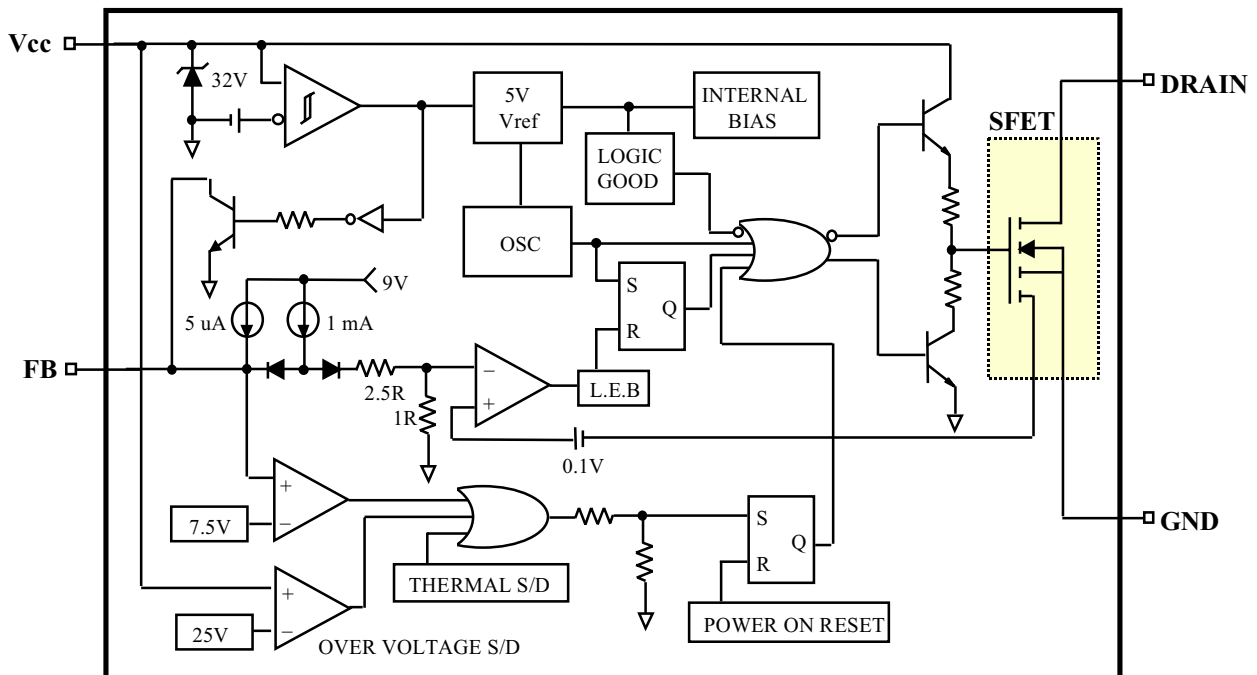 Vcc
32V
5V
Vref
INTERNAL
BIAS
DRAIN
SFET
LOGIC
GOOD
OSC
9V
5 uA
1 mA
S
R
Q
FB
2.5R
1R
−
+
L.E.B
0.1V
+
−
7.5V
S
R
Q
GND
THERMAL S/D
+
−
25V
POWER ON RESET
OVER VOLTAGE S/D